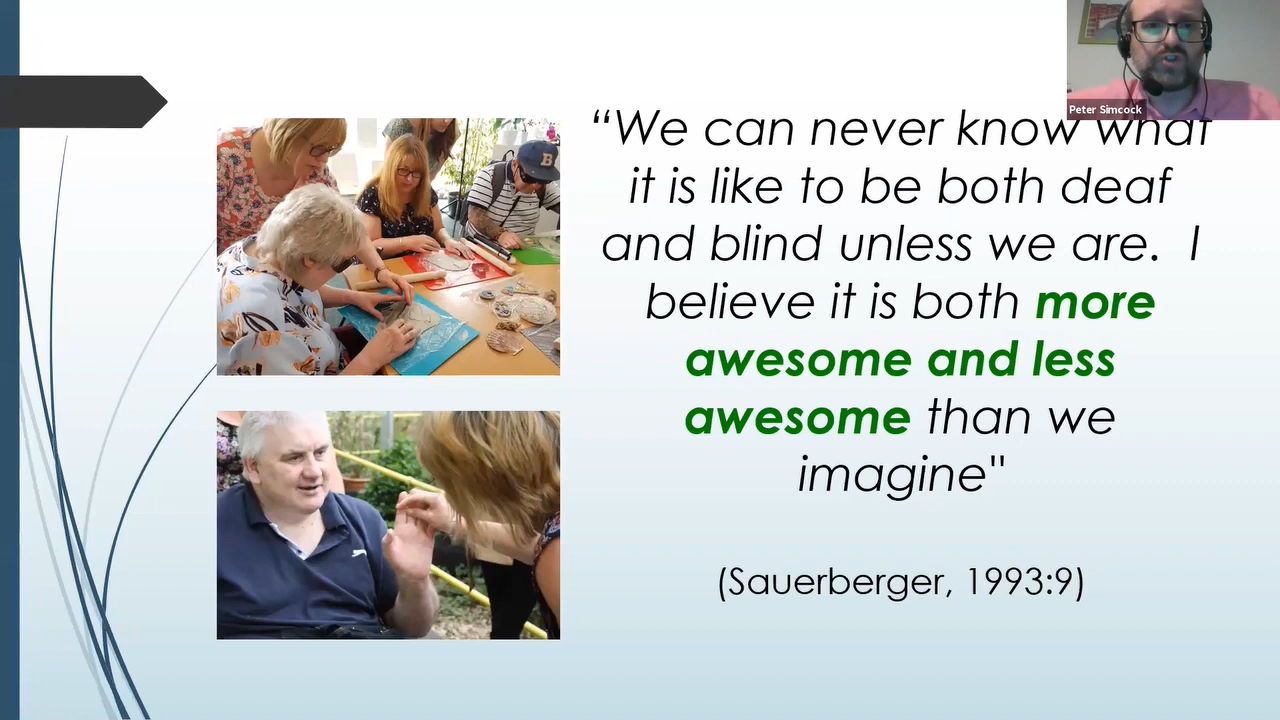 Peter Simcock
“We can never know what
it is like to be both deaf
and blind unless we are.  I
believe it is both more
awesome and less
awesome than we
imagine"
(Sauerberger, 1993:9)
B